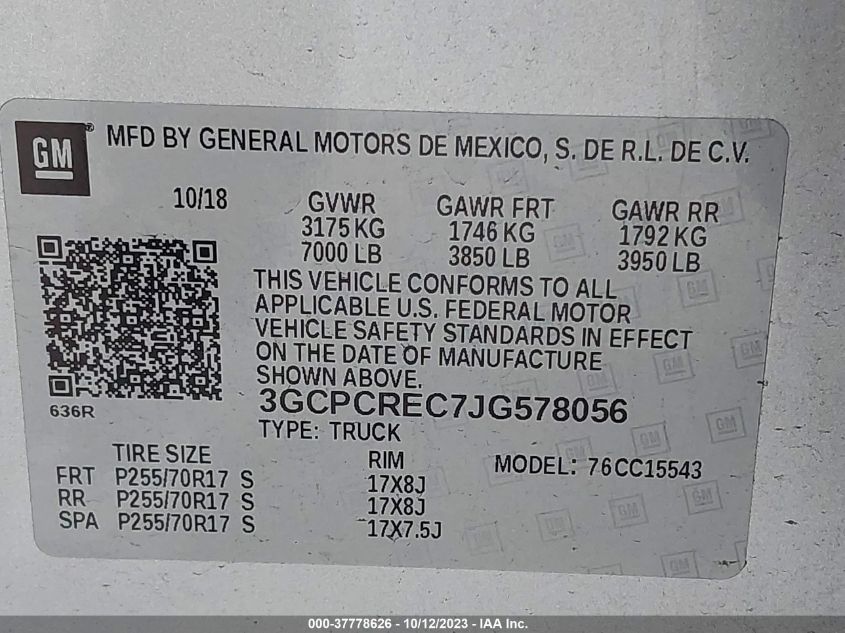 GM® MFD BY GENERAL MOTORS DE MEXICO, S. DE R.L. DE C.V.
10/18 GVWR GAWR FRT GAWR RR
3175 KG 1746 KG 1792 KG
7000 LB 3850 LB 3950 LB
THIS VEHICLE CONFORMS TO ALL
APPLICABLE U.S. FEDERAL MOTOR
VEHICLE SAFETY STANDARDS IN EFFECT
ON THE DATE OF MANUFACTURE
SHOWN ABOVE.
636R 3GCPCREC7JG578056
TYPE: TRUCK
TIRE SIZE RIM MODEL: 76CC15543
FRT P255/70R17 S 17X8J
RR P255/70R17 S 17X8J
SPA P255/70R17 S 17X7.5J
000-37778626 - 10/12/2023 - IAA Inc.